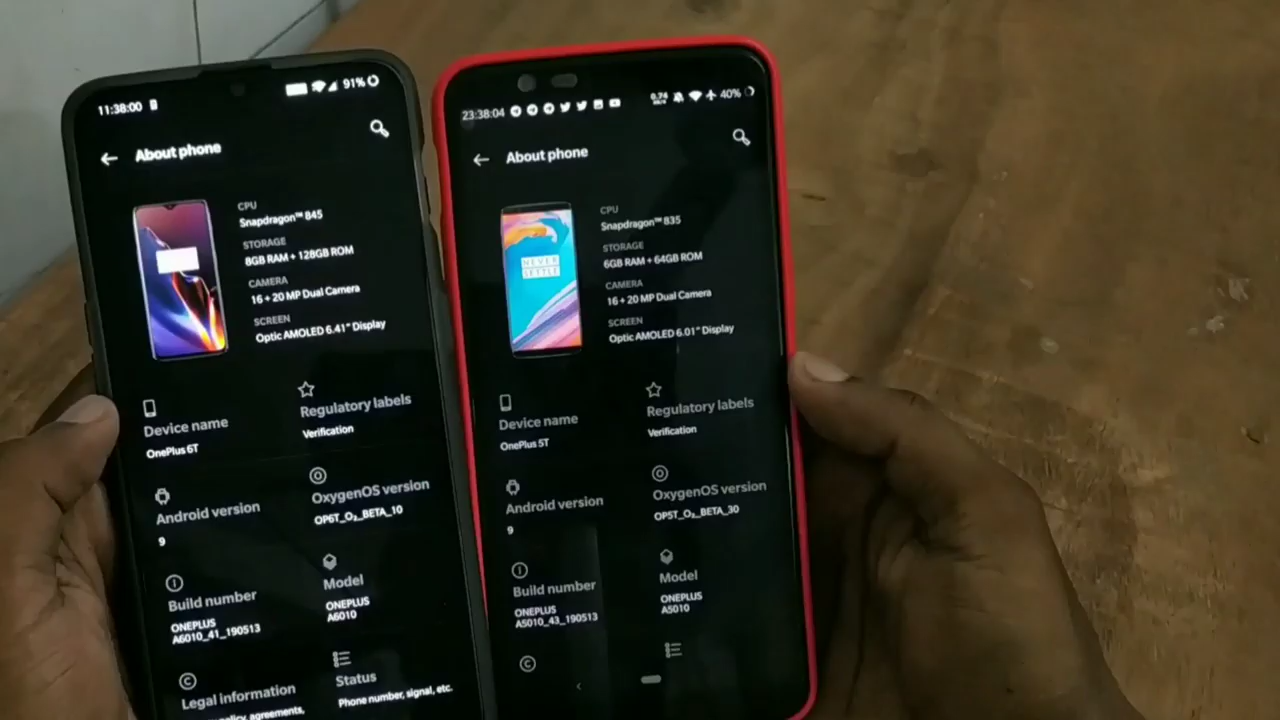 11:38:00
91%
About phone
CPU
Snapdragon™ 845
STORAGE
8GB RAM + 128GB ROM
CAMERA
16 + 20 MP Dual Camera
SCREEN
Optic AMOLED 6.41" Display
Device name
OnePlus 6T
Regulatory labels
Verification
Android version
9
OxygenOS version
OP6T_O₂_BETA_10
Build number
ONEPLUS
A6010_41_190513
Model
ONEPLUS
A6010
Legal information
agreements,
Status
Phone number, signal, etc.
23:38:04
0.74
40%
About phone
CPU
Snapdragon™ 835
STORAGE
6GB RAM + 64GB ROM
CAMERA
16 + 20 MP Dual Camera
SCREEN
Optic AMOLED 6.01" Display
NEVER
SETTLE
Device name
OnePlus 5T
Regulatory labels
Verification
Android version
9
OxygenOS version
OP5T_O₂_BETA_30
Build number
ONEPLUS
A5010_43_190513
Model
ONEPLUS
A5010